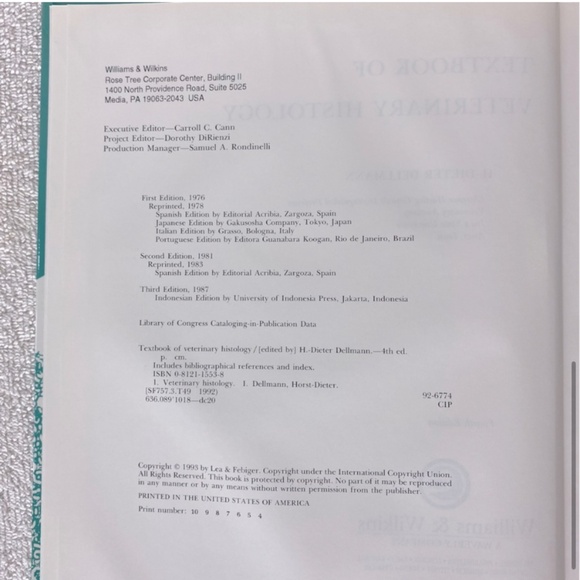 Williams & Wilkins
Rose Tree Corporate Center, Building II
1400 North Providence Road, Suite 5025
Media, PA 19063-2043 USA
Executive Editor—Carroll C. Cann
Project Editor—Dorothy DiRienzi
Production Manager—Samuel A. Rondinelli
First Edition, 1976
Reprinted, 1978
Spanish Edition by Editorial Acribia, Zargoza, Spain
Japanese Edition by Gakusosha Company, Tokyo, Japan
Italian Edition by Grasso, Bologna, Italy
Portuguese Edition by Editora Guanabara Koogan, Rio de Janeiro, Brazil
Second Edition, 1981
Reprinted, 1983
Spanish Edition by Editorial Acribia, Zargoza, Spain
Third Edition, 1987
Indonesian Edition by University of Indonesia Press, Jakarta, Indonesia
Library of Congress Cataloging-in-Publication Data
Textbook of veterinary histology / [edited by] H.-Dieter Dellmann.—4th ed.
p. cm.
Includes bibliographical references and index.
ISBN 0-8121-1553-8
1. Veterinary histology. I. Dellmann, Horst-Dieter.
[SF757.3.T49 1992]
636.089'1018—dc20 92-6774
CIP
Copyright © 1993 by Lea & Febiger. Copyright under the International Copyright Union.
All Rights Reserved. This book is protected by copyright. No part of it may be reproduced
in any manner or by any means without written permission from the publisher.
PRINTED IN THE UNITED STATES OF AMERICA
Print number: 10 9 8 7 6 5 4